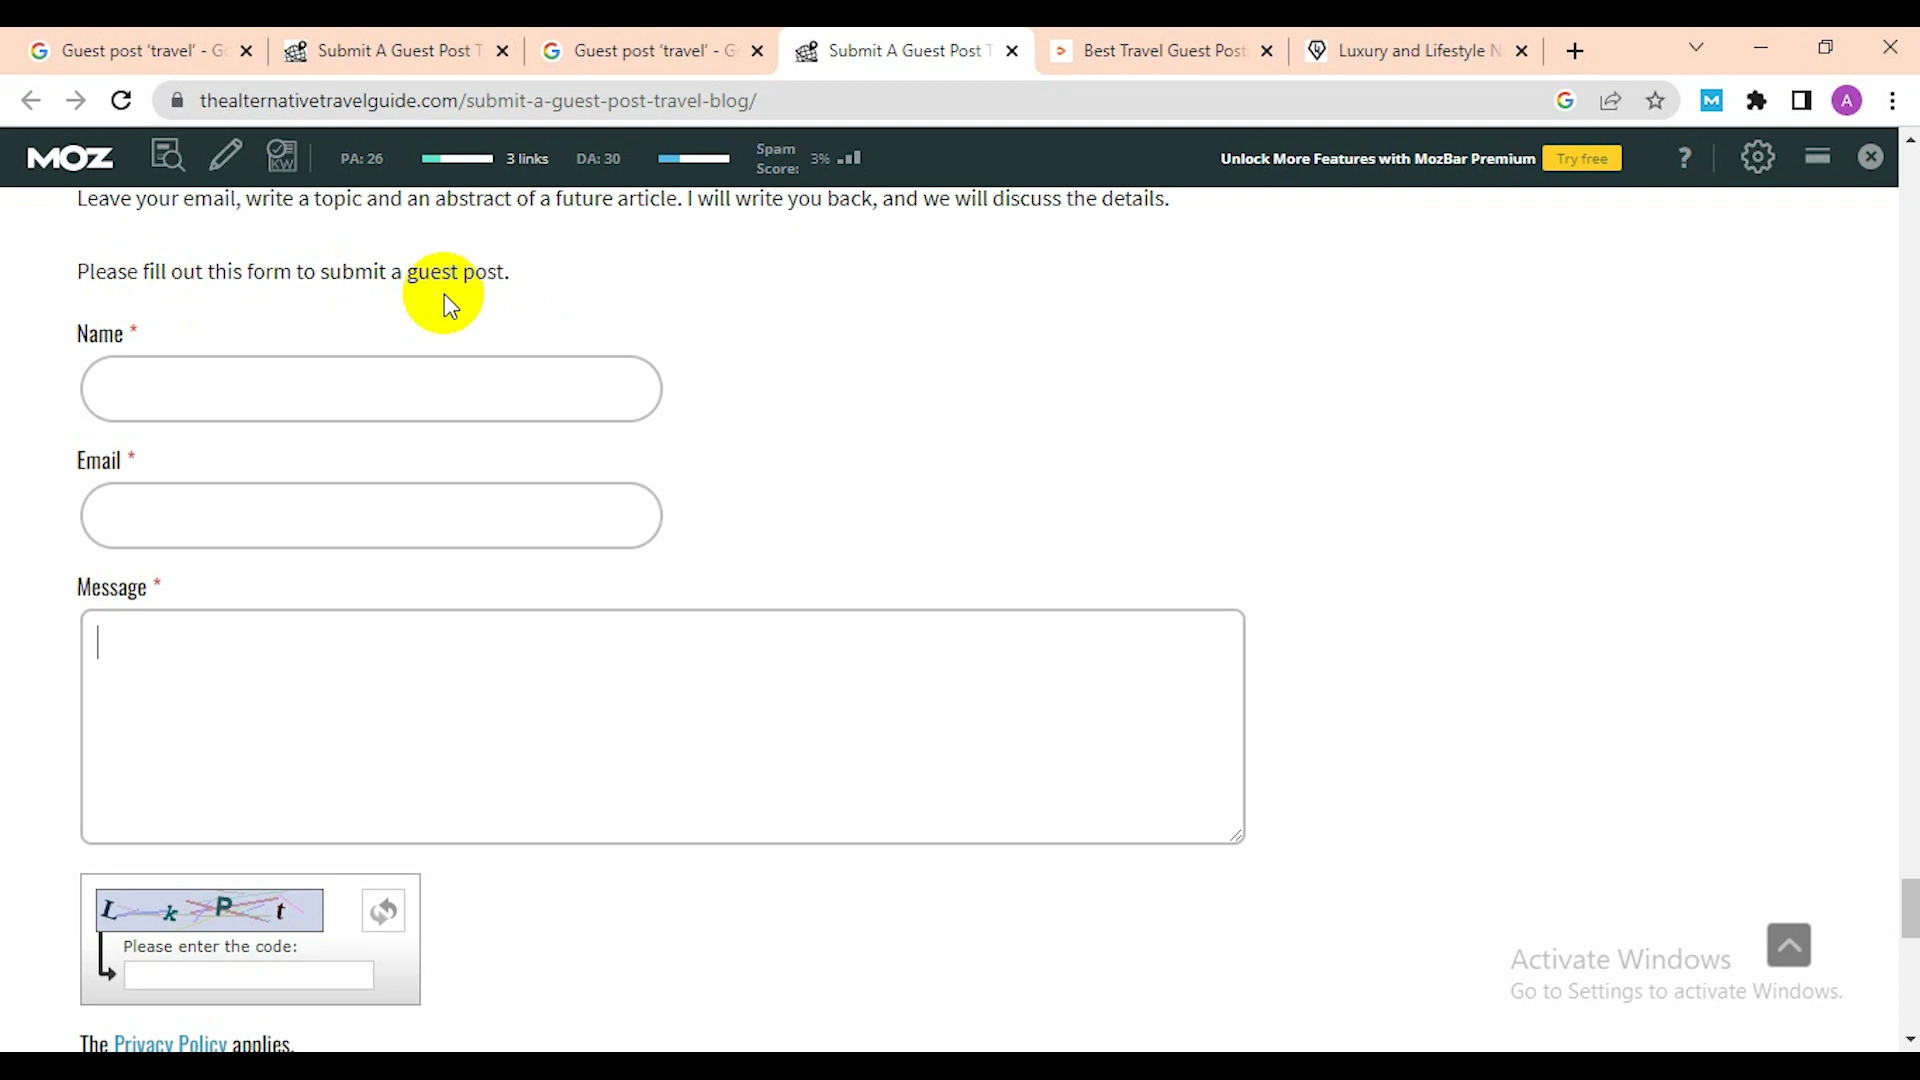 Guest post ‘travel’ - G
Submit A Guest Post T
Guest post ‘travel’ - G
Submit A Guest Post T
Best Travel Guest Post
Luxury and Lifestyle N
thealternativetravelguide.com/submit-a-guest-post-travel-blog/
M
A
MOZ
KW
PA: 26
3 links
DA: 30
Spam Score: 3%
Unlock More Features with MozBar Premium
Try free
?
Leave your email, write a topic and an abstract of a future article. I will write you back, and we will discuss the details.
Please fill out this form to submit a guest post.
Name *
Email *
Message *
L k P t
Please enter the code:
The Privacy Policy applies.
Activate Windows
Go to Settings to activate Windows.